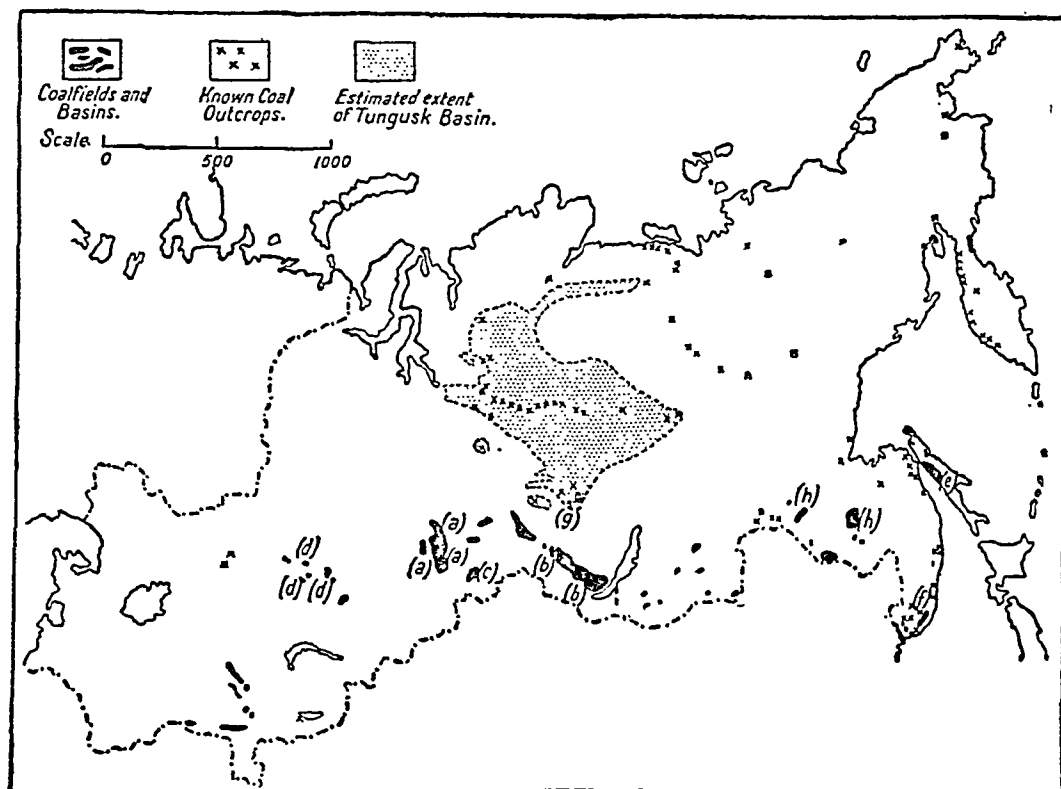 Coalfields and
Basins.
Known Coal
Outcrops.
Estimated extent
of Tungusk Basin.
Scale
0 500 1000
(a)
(a)
(a)
(b)
(b)
(c)
(d)
(d)
(d)
(e)
(f)
(g)
(h)
(h)